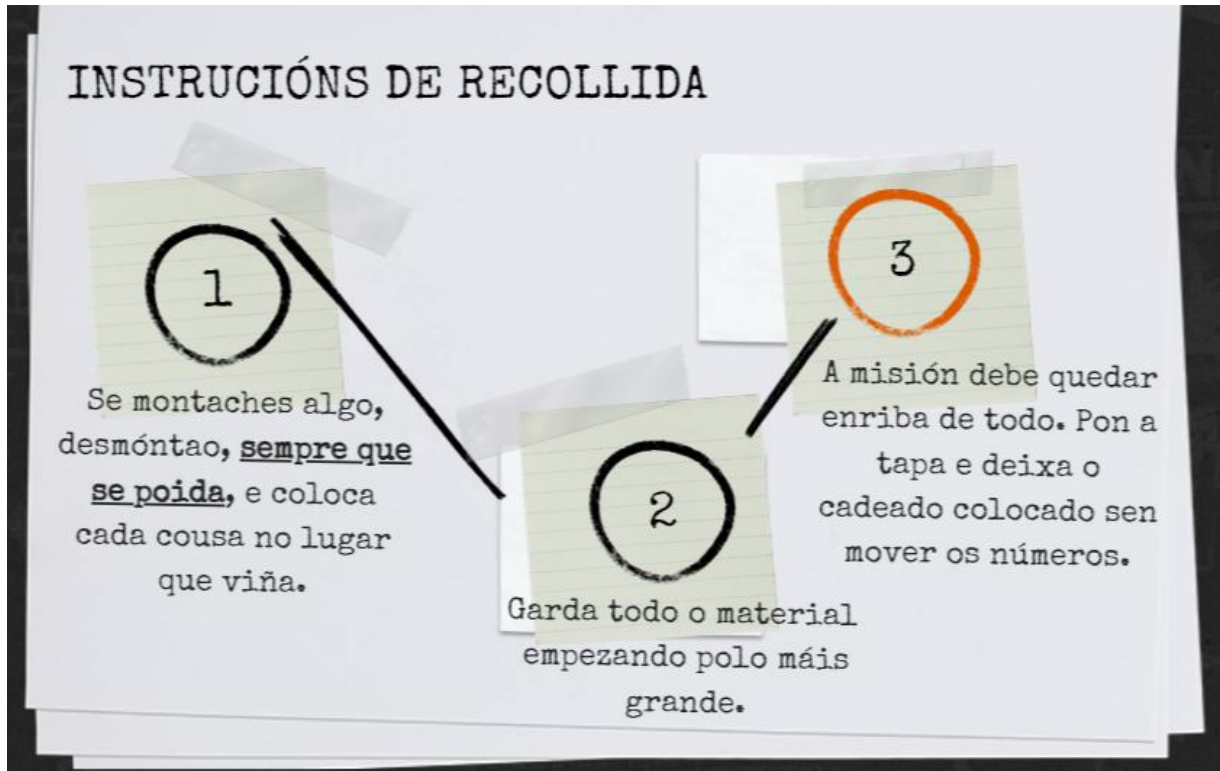 INSTRUCIÓNS DE RECOLLIDA
1
Se montaches algo,
desmóntao, sempre que
se poida, e coloca
cada cousa no lugar
que viña.
2
Garda todo o material
empezando polo máis
grande.
3
A misión debe quedar
enriba de todo. Pon a
tapa e deixa o
cadeado colocado sen
mover os números.